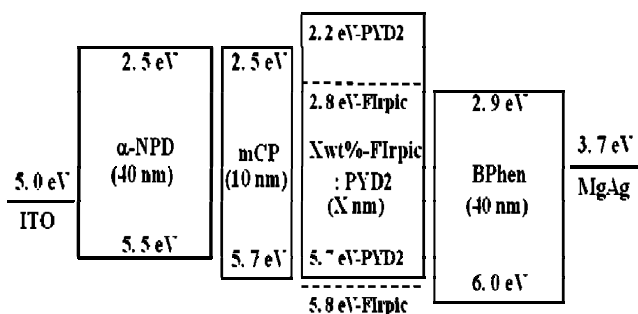 5.0 eV
ITO
2.5 eV
α-NPD
(40 nm)
5.5 eV
2.5 eV
mCP
(10 nm)
5.7 eV
2.2 eV-PYD2
2.8 eV-FIrpic
Xwt%-FIrpic
: PYD2
(X nm)
5.7 eV-PYD2
5.8 eV-FIrpic
2.9 eV
BPhen
(40 nm)
6.0 eV
3.7 eV
MgAg